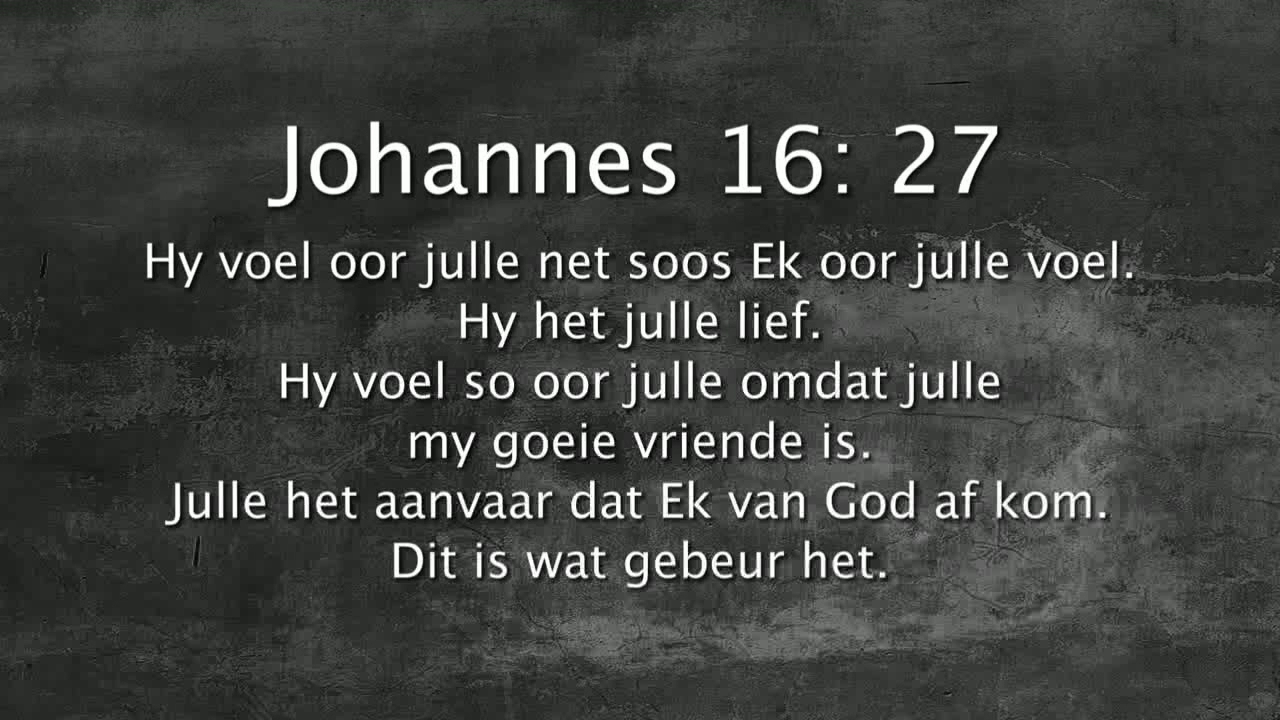 Johannes 16: 27
Hy voel oor julle net soos Ek oor julle voel.
Hy het julle lief.
Hy voel so oor julle omdat julle
my goeie vriende is.
Julle het aanvaar dat Ek van God af kom.
Dit is wat gebeur het.